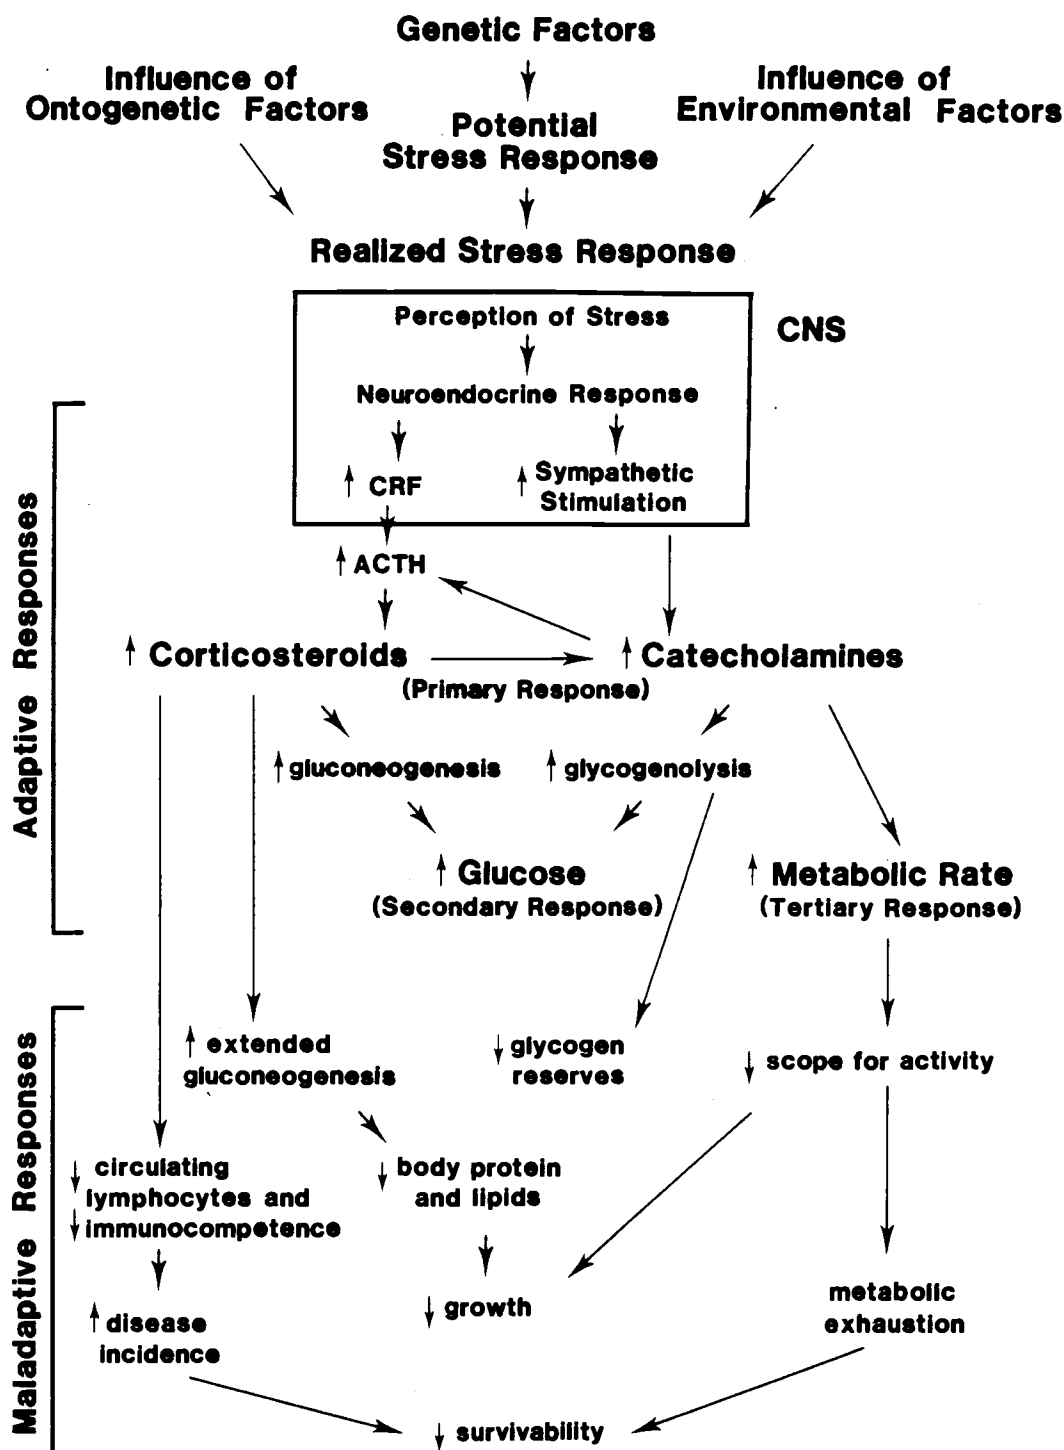 Genetic Factors
Influence of
Ontogenetic Factors
Influence of
Environmental Factors
Potential
Stress Response
Realized Stress Response
Perception of Stress
CNS
Neuroendocrine Response
↑ CRF
↑ Sympathetic
Stimulation
↑ ACTH
↑ Corticosteroids
↑ Catecholamines
(Primary Response)
↑ gluconeogenesis
↑ glycogenolysis
↑ Glucose
(Secondary Response)
↑ Metabolic Rate
(Tertiary Response)
Adaptive Responses
↑ extended
gluconeogenesis
↓ glycogen
reserves
↓ scope for activity
↓ circulating
lymphocytes and
↓ immunocompetence
↓ body protein
and lipids
↑ disease
incidence
↓ growth
metabolic
exhaustion
↓ survivability
Maladaptive Responses